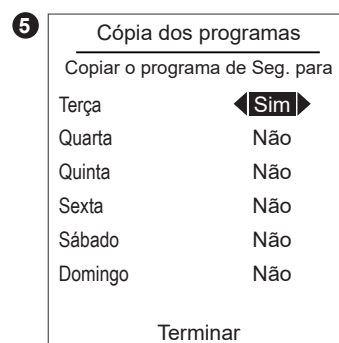 5
Cópia dos programas
Copiar o programa de Seg. para
Terça Sim
Quarta Não
Quinta Não
Sexta Não
Sábado Não
Domingo Não
Terminar